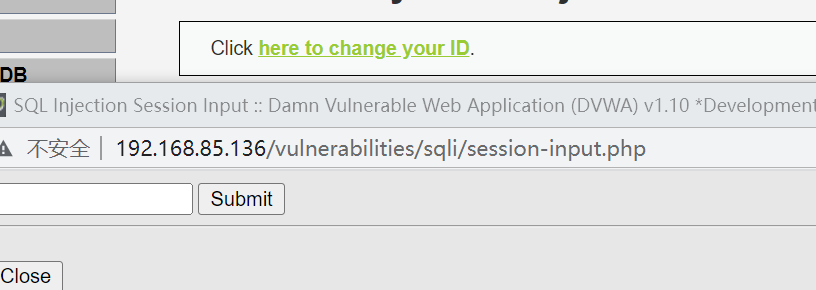 Click here to change your ID.
DB
SQL Injection Session Input :: Damn Vulnerable Web Application (DVWA) v1.10 *Development
不安全 | 192.168.85.136/vulnerabilities/sqli/session-input.php
Submit
Close